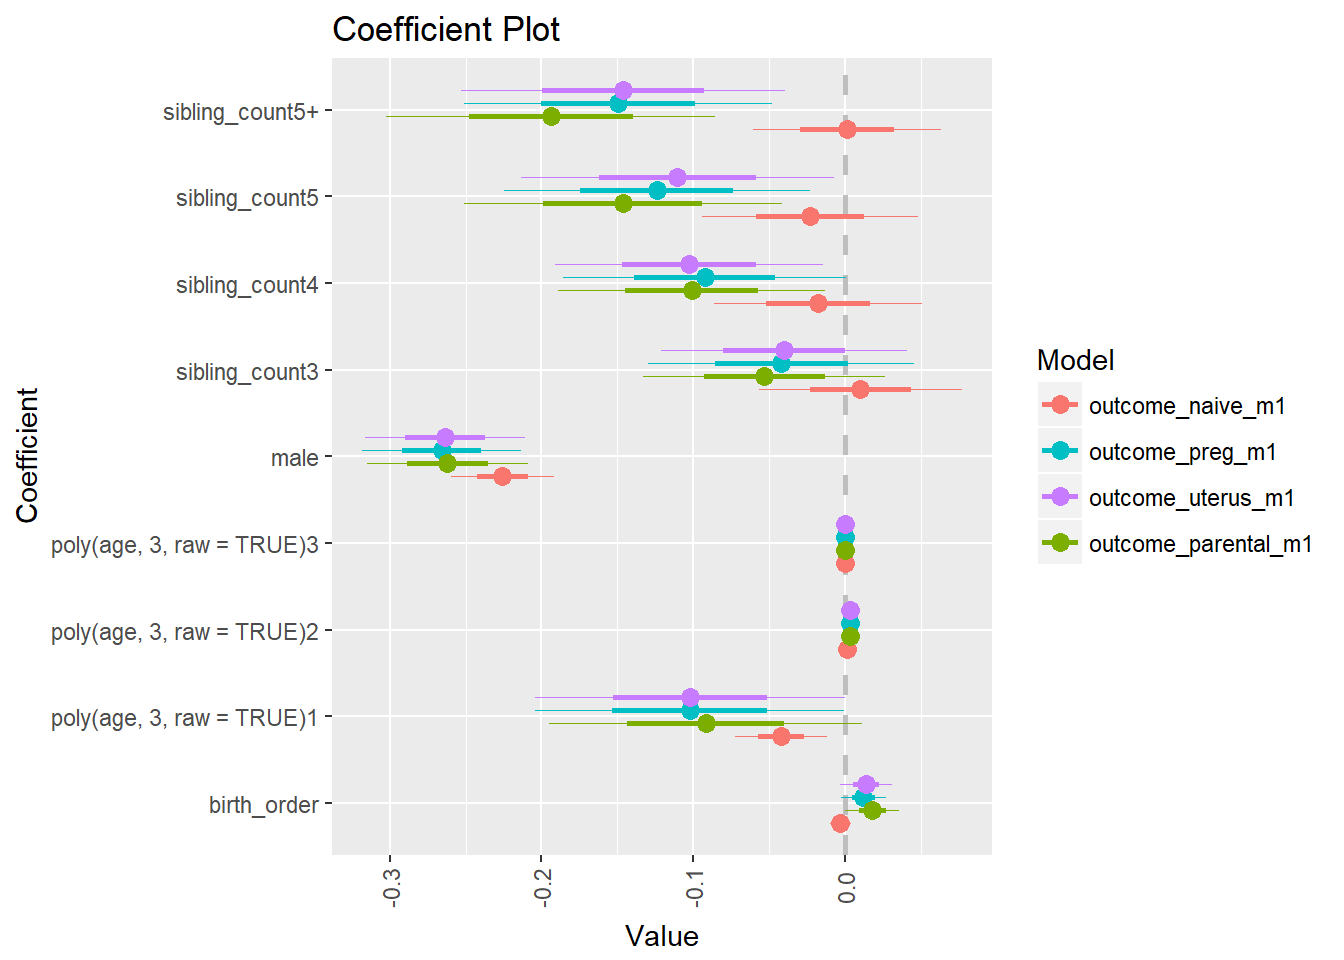 Coefficient Plot
sibling_count5+
sibling_count5
sibling_count4
sibling_count3
male
poly(age, 3, raw = TRUE)3
poly(age, 3, raw = TRUE)2
poly(age, 3, raw = TRUE)1
birth_order
Coefficient
-0.3
-0.2
-0.1
0.0
Value
Model
outcome_naive_m1
outcome_preg_m1
outcome_uterus_m1
outcome_parental_m1